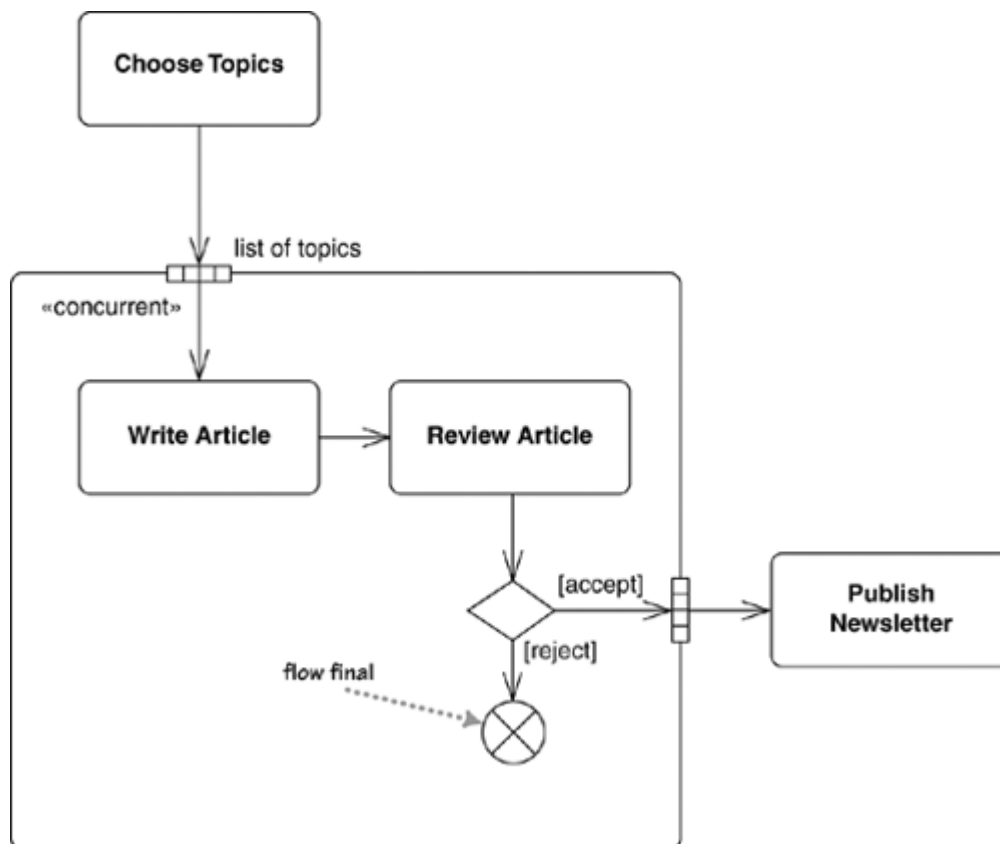 Choose Topics
list of topics
«concurrent»
Write Article
Review Article
[accept]
Publish
Newsletter
[reject]
flow final